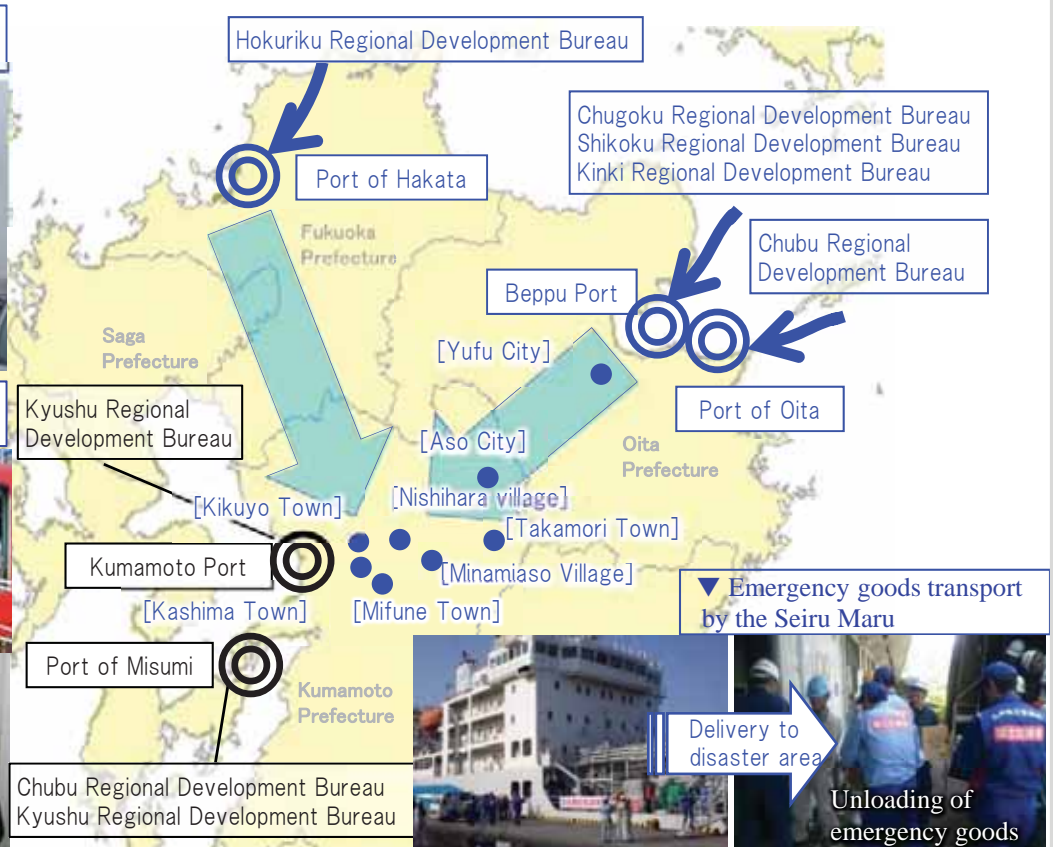 Hokuriku Regional Development Bureau
Chugoku Regional Development Bureau
Shikoku Regional Development Bureau
Kinki Regional Development Bureau
Port of Hakata
Fukuoka
Prefecture
Chubu Regional
Development Bureau
Beppu Port
Saga
Prefecture
[Yufu City]
Port of Oita
Kyushu Regional
Development Bureau
[Aso City]
Oita
Prefecture
[Kikuyo Town]
[Nishihara village]
[Takamori Town]
Kumamoto Port
[Minamiaso Village]
[Kashima Town]
[Mifune Town]
▼ Emergency goods transport
by the Seiru Maru
Port of Misumi
Kumamoto
Prefecture
Delivery to
disaster area
Chubu Regional Development Bureau
Kyushu Regional Development Bureau
Unloading of
emergency goods